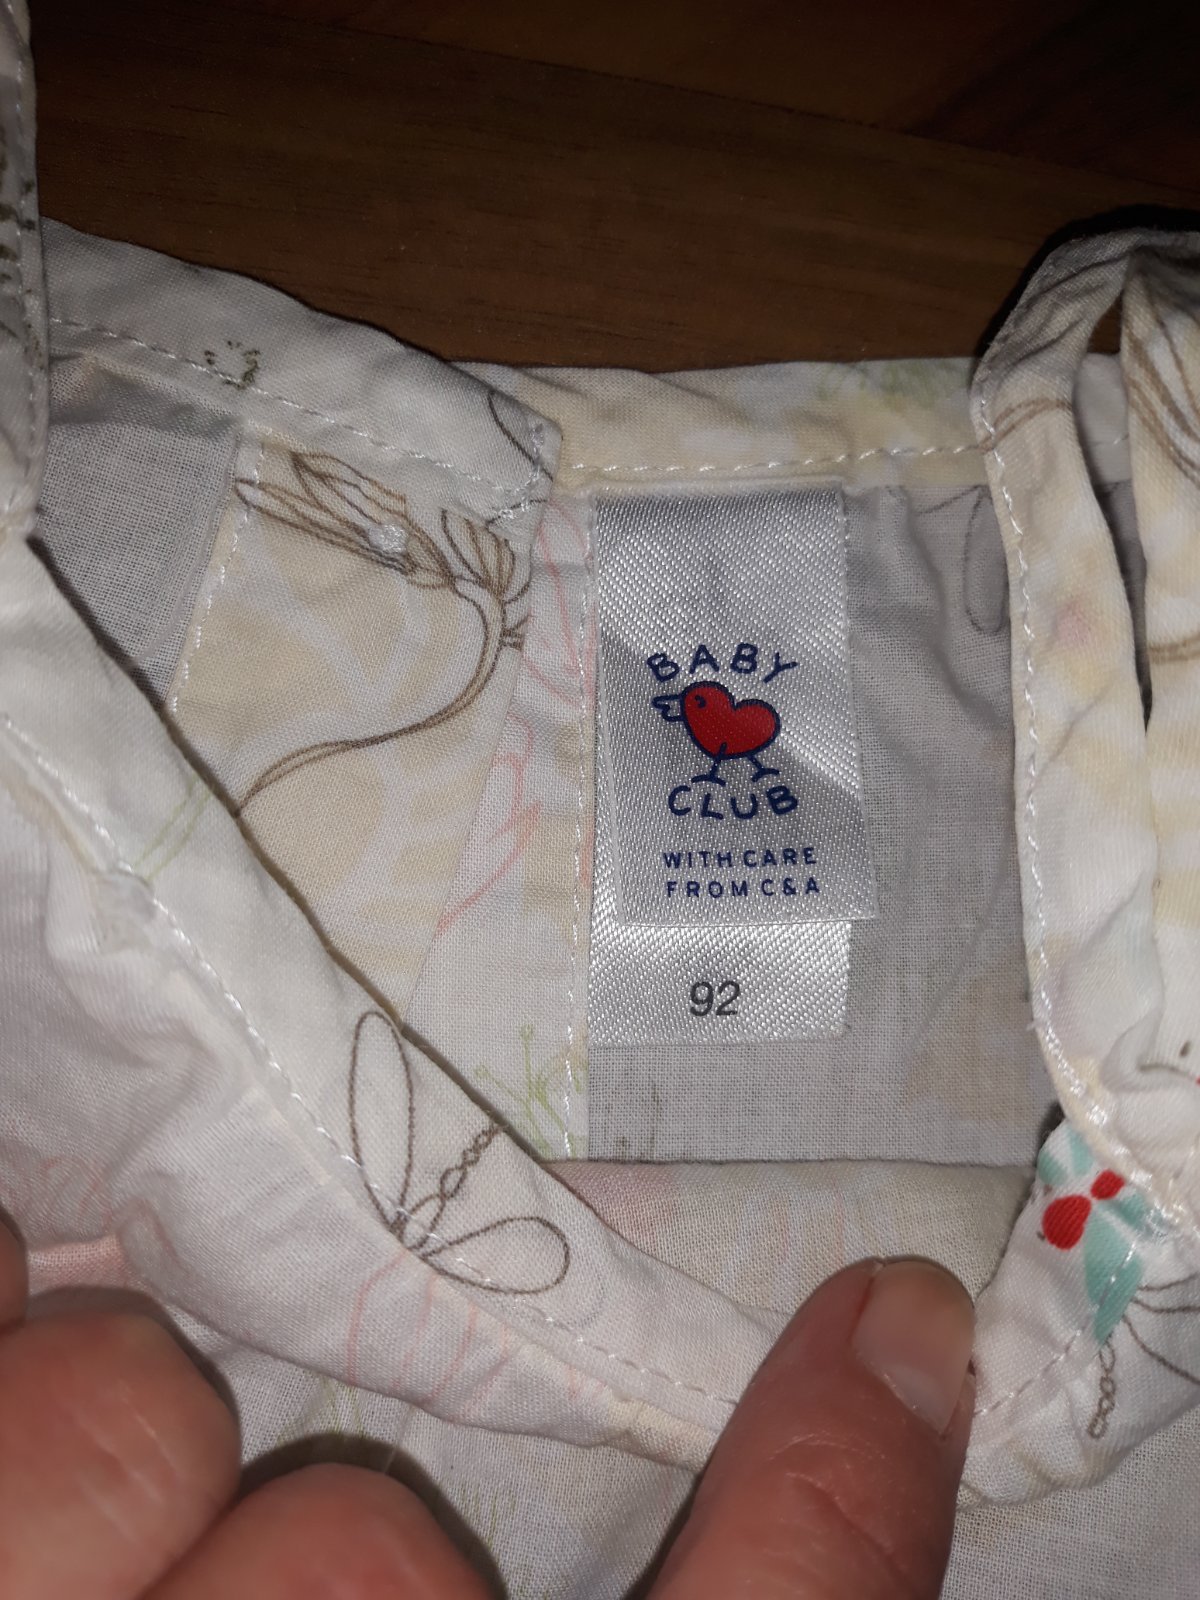 BABY
CLUB
WITH CARE
FROM C&A
92